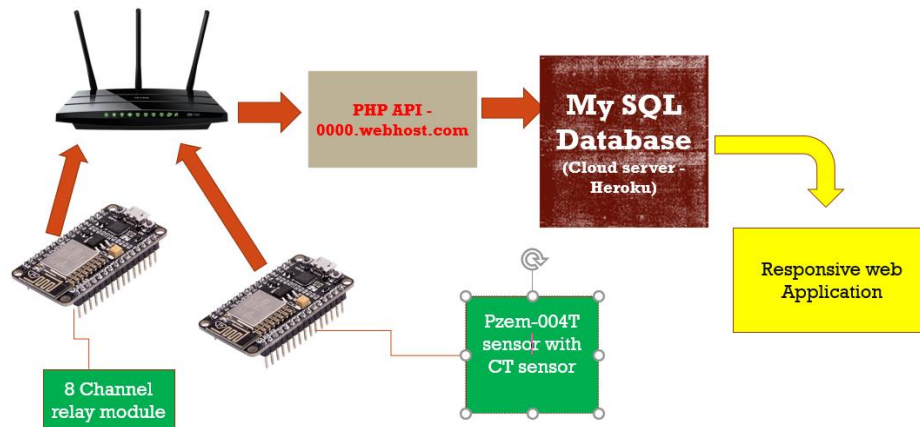 PHP API -
0000.webhost.com
My SQL
Database
(Cloud server -
Heroku)
Responsive web
Application
Pzem-004T
sensor with
CT sensor
8 Channel
relay module